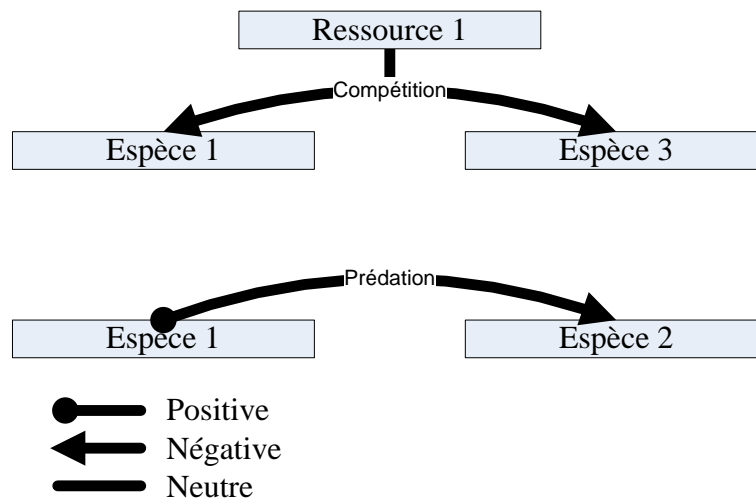 Ressource 1
Compétition
Espèce 1
Espèce 3
Prédation
Espèce 1
Espèce 2
Positive
Négative
Neutre